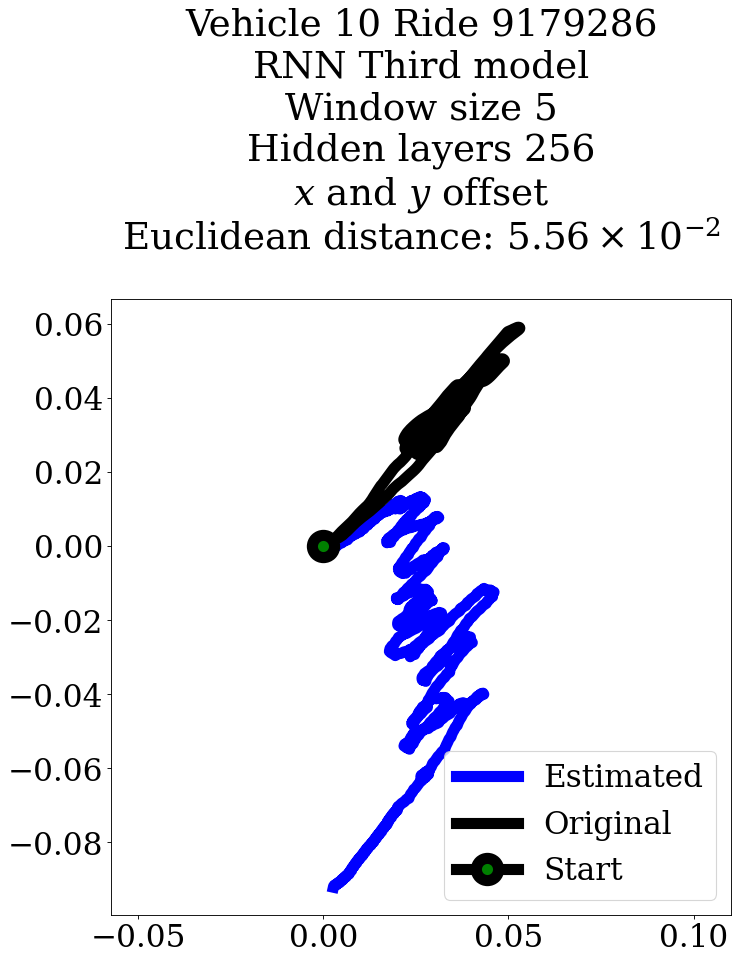 Vehicle 10 Ride 9179286
RNN Third model
Window size 5
Hidden layers 256
x and y offset
Euclidean distance: 5.56 × 10⁻²
0.06
0.04
0.02
0.00
−0.02
−0.04
−0.06
−0.08
Estimated
Original
Start
−0.05 0.00 0.05 0.10